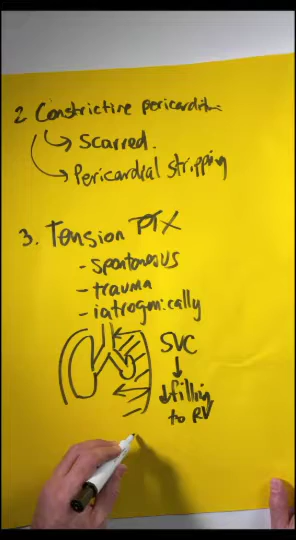 2 Constrictive pericarditis
↳ Scarred.
↳ Pericardial stripping
3. Tension PTX
- spontaneous
- trauma
- iatrogenically
SVC
↓
↓filling
to RV